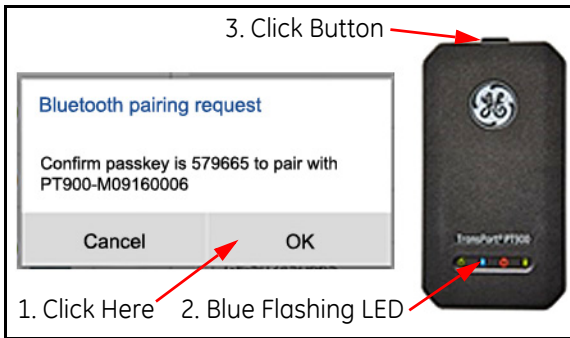 3. Click Button
Bluetooth pairing request
Confirm passkey is 579665 to pair with
PT900-M09160006
Cancel
OK
TransPort® PT900
1. Click Here
2. Blue Flashing LED